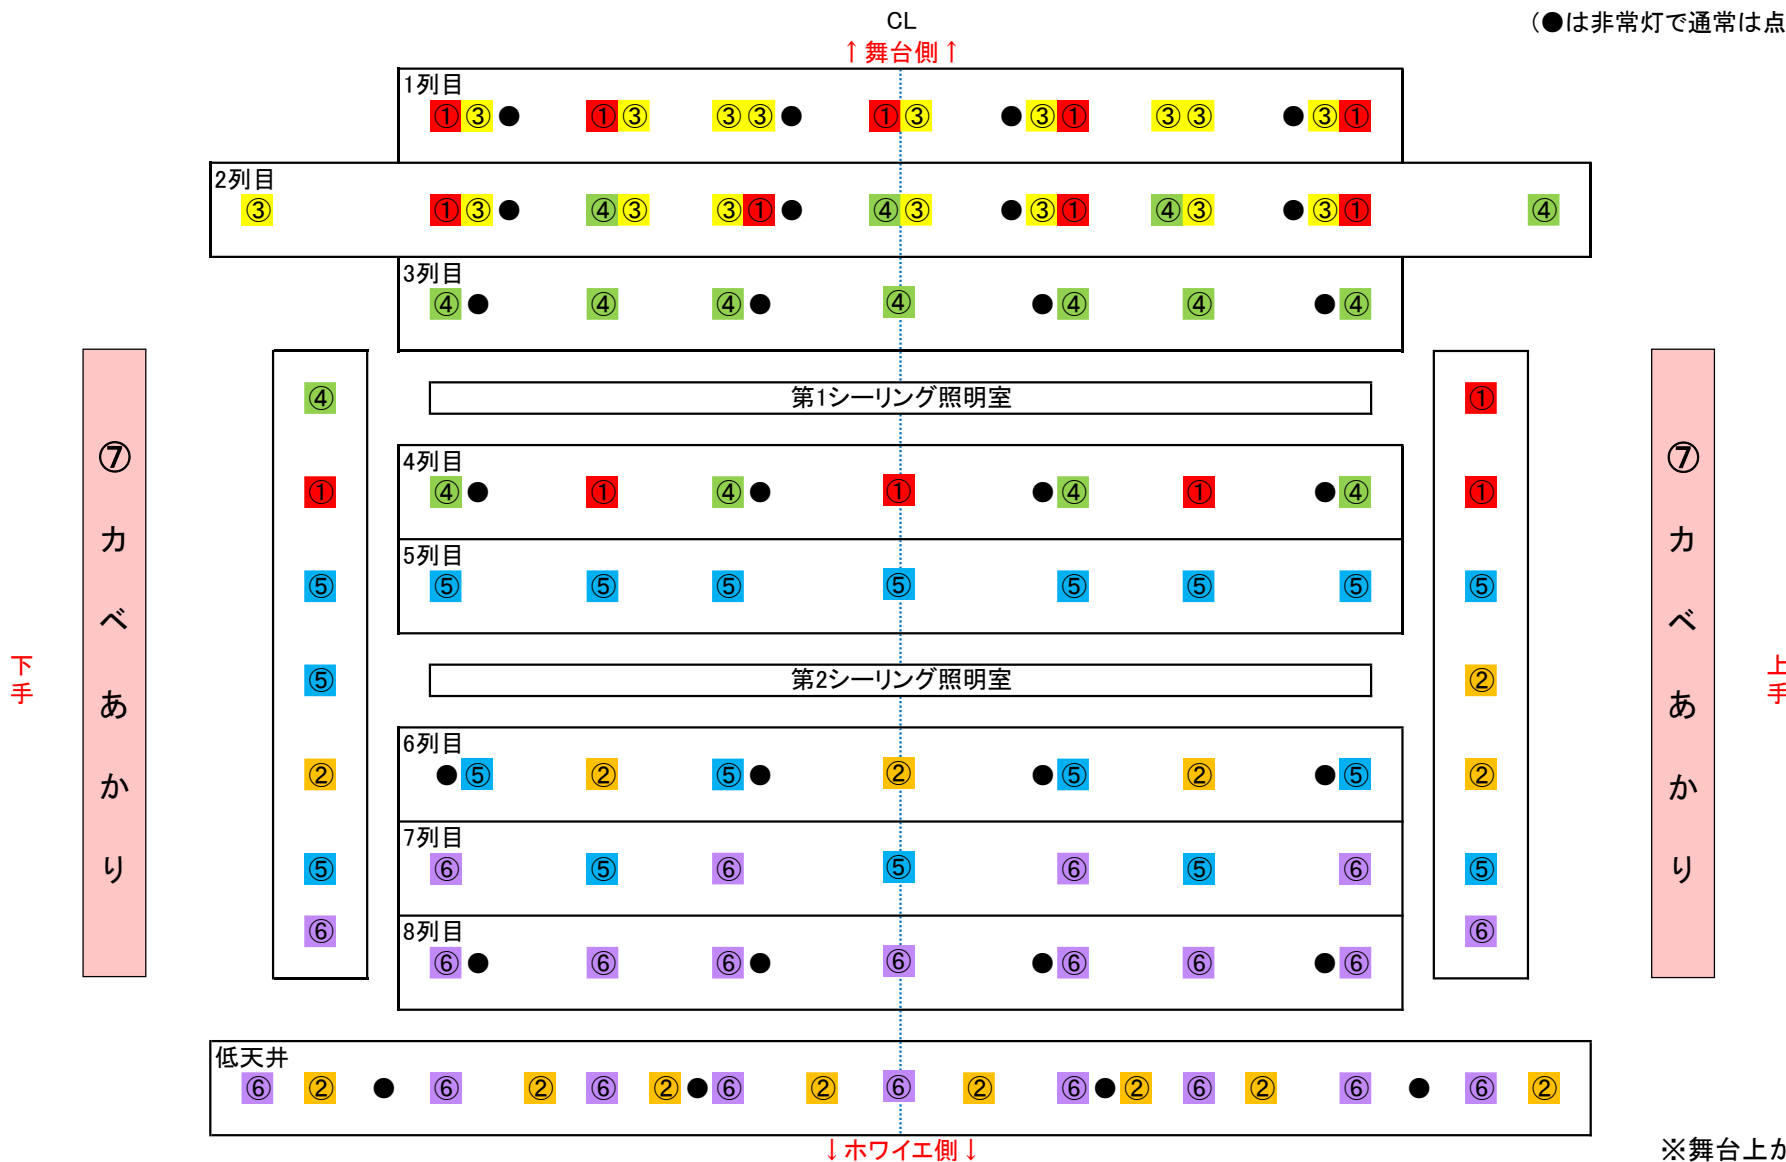 CL
(●は非常灯で通常は点
↑舞台側↑
1列目
①③● ①③ ③③● ①③ ●③① ③③ ●③①
2列目
③ ①③● ④③ ③①● ④③ ●③① ④③ ●③① ④
3列目
④● ④ ④● ④ ●④ ④ ●④
④ 第1シーリング照明室 ①
4列目
① ④● ① ④● ① ●④ ① ●④ ①
5列目
⑤ ⑤ ⑤ ⑤ ⑤ ⑤ ⑤ ⑤ ⑤
⑤ 第2シーリング照明室 ②
6列目
② ●⑤ ② ⑤● ② ●⑤ ② ●⑤ ②
7列目
⑤ ⑥ ⑤ ⑥ ⑤ ⑥ ⑤ ⑥ ⑤
⑥ ⑥
8列目
⑥● ⑥ ⑥● ⑥ ●⑥ ⑥ ●⑥
下手
⑦カベあかり
⑦カベあかり
上手
低天井
⑥ ② ● ⑥ ② ⑥ ②●⑥ ② ⑥ ② ⑥●② ⑥ ② ⑥ ● ⑥ ②
↓ホワイエ側↓
※舞台上か